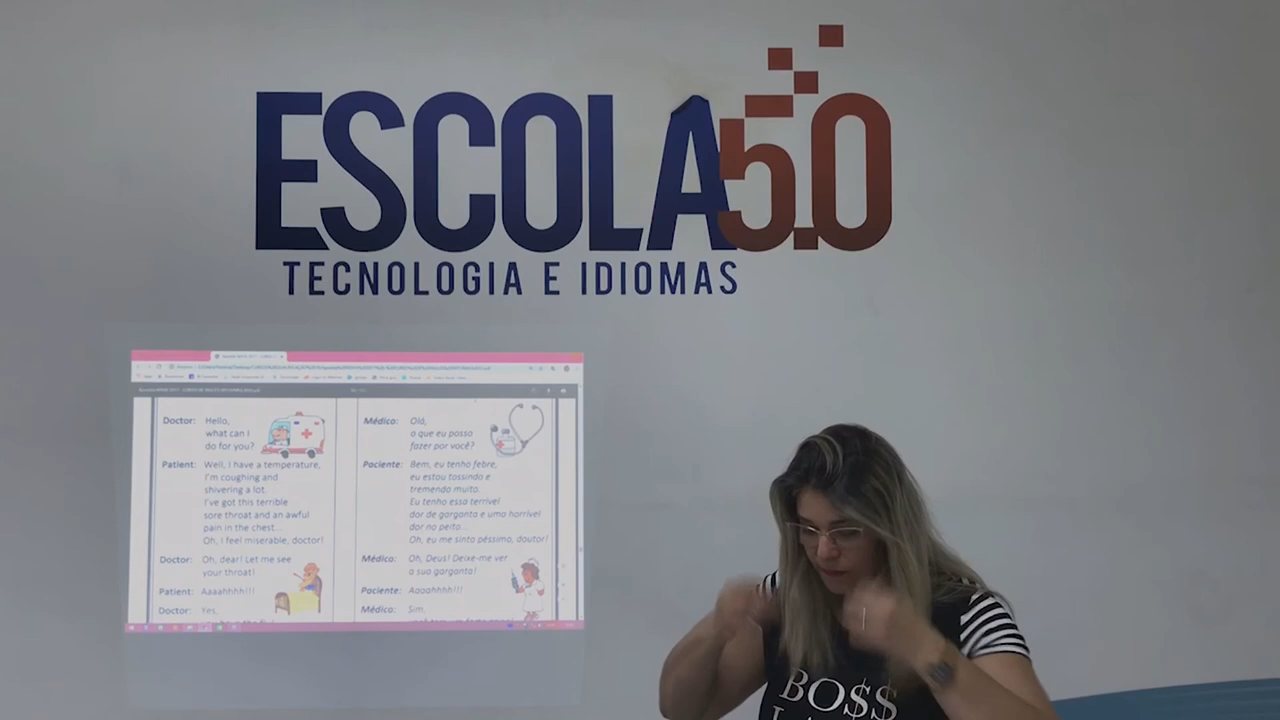 ESCOLA 5.0
TECNOLOGIA E IDIOMAS
Doctor: Hello,
what can I
do for you?
Patient: Well, I have a temperature,
I'm coughing and
shivering a lot.
I've got this terrible
sore throat and an awful
pain in the chest...
Oh, I feel miserable, doctor!
Doctor: Oh, dear! Let me see
your throat!
Patient: Aaaahhhh!!!
Doctor: Yes,
Médico: Olá,
o que eu posso
fazer por você?
Paciente: Bem, eu tenho febre,
eu estou tossindo e
tremendo muito.
Eu tenho essa terrível
dor de garganta e uma horrível
dor no peito...
Oh, eu me sinto péssimo, doutor!
Médico: Oh, Deus! Deixe-me ver
a sua garganta!
Paciente: Aaaahhhh!!!
Médico: Sim,
BO$$